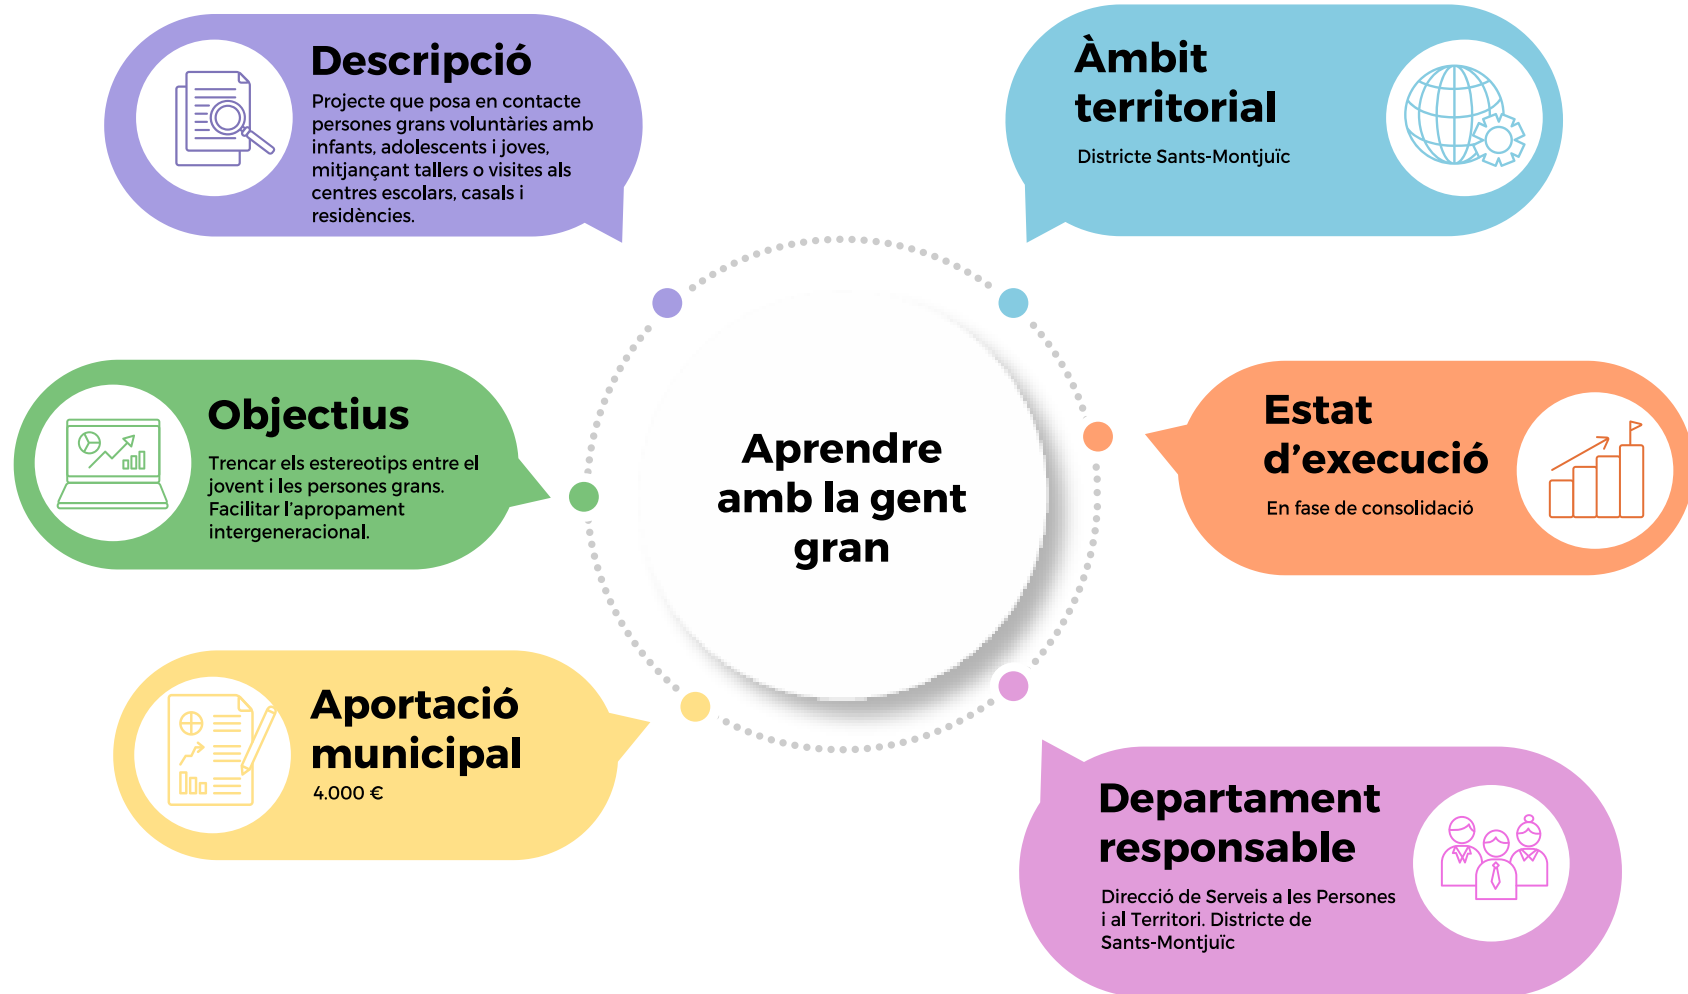 Descripció
Projecte que posa en contacte
persones grans voluntàries amb
infants, adolescents i joves,
mitjançant tallers o visites als
centres escolars, casals i
residències.
Àmbit
territorial
Districte Sants-Montjuïc
Objectius
Trencar els estereotips entre el
jovent i les persones grans.
Facilitar l’apropament
intergeneracional.
Aprendre
amb la gent
gran
Estat
d’execució
En fase de consolidació
Aportació
municipal
4.000 €
Departament
responsable
Direcció de Serveis a les Persones
i al Territori. Districte de
Sants-Montjuïc